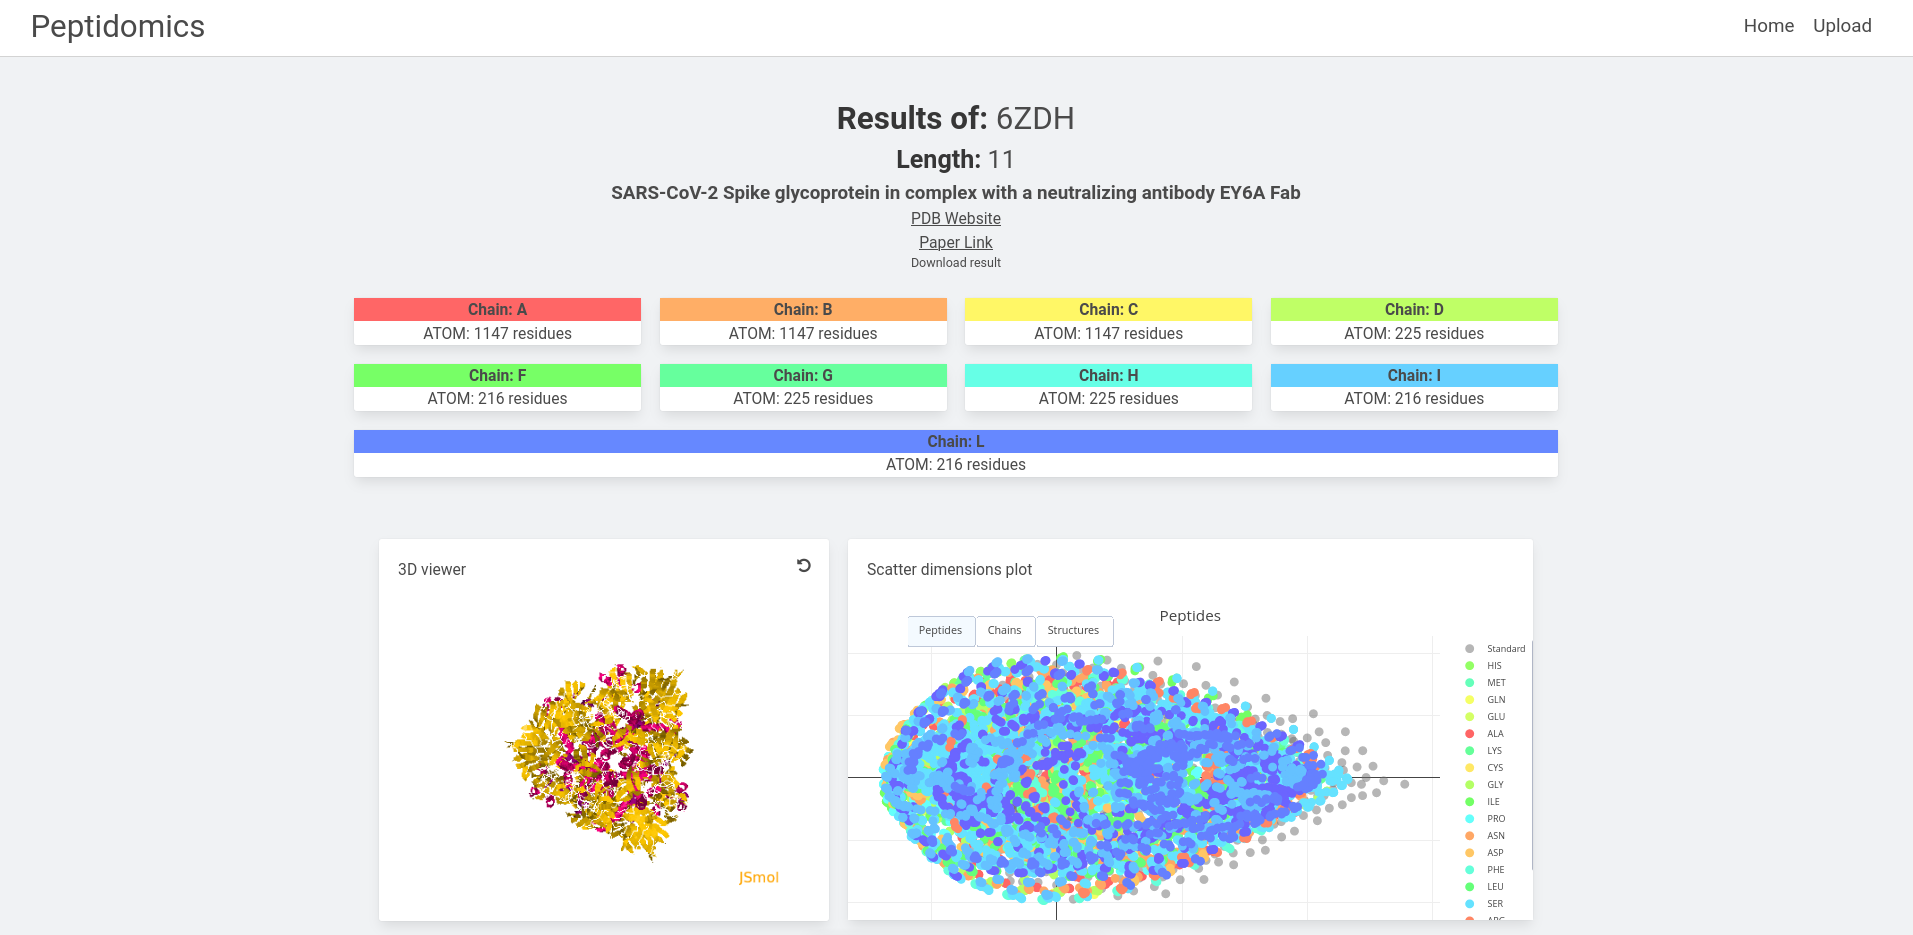 Peptidomics
Home Upload
Results of: 6ZDH
Length: 11
SARS-CoV-2 Spike glycoprotein in complex with a neutralizing antibody EY6A Fab
PDB Website
Paper Link
Download result
Chain: A Chain: B Chain: C Chain: D
ATOM: 1147 residues ATOM: 1147 residues ATOM: 1147 residues ATOM: 225 residues
Chain: F Chain: G Chain: H Chain: I
ATOM: 216 residues ATOM: 225 residues ATOM: 225 residues ATOM: 216 residues
Chain: L
ATOM: 216 residues
3D viewer
JSmol
Scatter dimensions plot
Peptides
Peptides Chains Structures
Standard
HIS
MET
GLN
GLU
ALA
LYS
CYS
GLY
ILE
PRO
ASN
ASP
PHE
LEU
SER